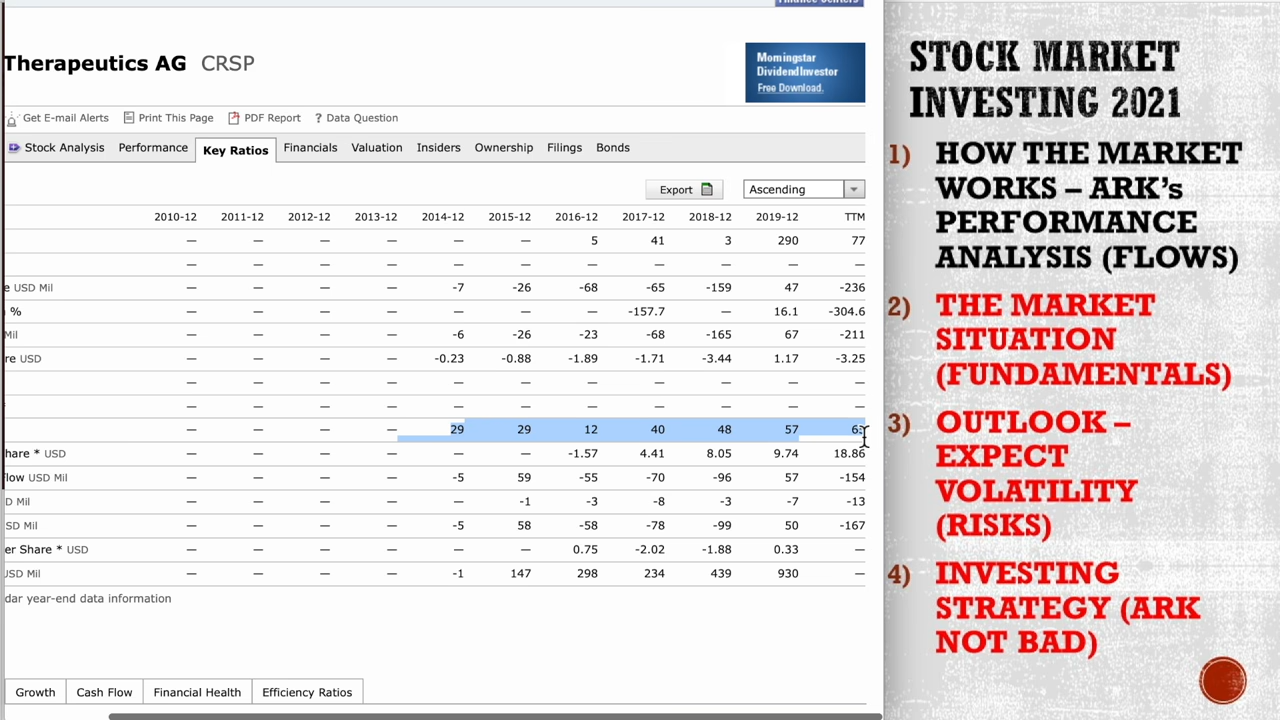 Therapeutics AG CRSP
Morningstar
DividendInvestor
Free Download.
Get E-mail Alerts Print This Page PDF Report ? Data Question
Stock Analysis Performance Key Ratios Financials Valuation Insiders Ownership Filings Bonds
Export Ascending
2010-12 2011-12 2012-12 2013-12 2014-12 2015-12 2016-12 2017-12 2018-12 2019-12 TTM
— — — — — — 5 41 3 290 77
— — — — — — — — — — —
e USD Mil — — — — -7 -26 -68 -65 -159 47 -236
% — — — — — — — -157.7 — 16.1 -304.6
Mil — — — — -6 -26 -23 -68 -165 67 -211
re USD — — — — -0.23 -0.88 -1.89 -1.71 -3.44 1.17 -3.25
— — — — — — — — — — —
— — — — — — — — — — —
— — — — 29 29 12 40 48 57
hare * USD — — — — — — -1.57 4.41 8.05 9.74 18.86
flow USD Mil — — — — -5 59 -55 -70 -96 57 -154
D Mil — — — — — -1 -3 -8 -3 -7 -13
SD Mil — — — — -5 58 -58 -78 -99 50 -167
er Share * USD — — — — — — 0.75 -2.02 -1.88 0.33 —
USD Mil — — — — -1 147 298 234 439 930 —
dar year-end data information
Growth Cash Flow Financial Health Efficiency Ratios
STOCK MARKET
INVESTING 2021
1) HOW THE MARKET
WORKS – ARK's
PERFORMANCE
ANALYSIS (FLOWS)
2) THE MARKET
SITUATION
(FUNDAMENTALS)
3) OUTLOOK –
EXPECT
VOLATILITY
(RISKS)
4) INVESTING
STRATEGY (ARK
NOT BAD)